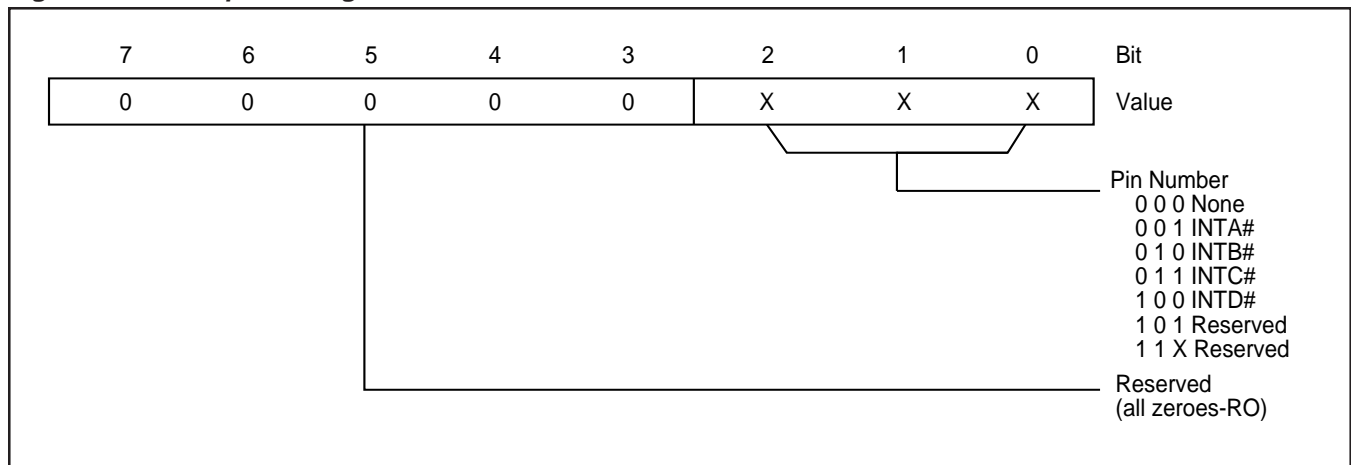 7 6 5 4 3 2 1 0 Bit
0 0 0 0 0 X X X Value
Pin Number
0 0 0 None
0 0 1 INTA#
0 1 0 INTB#
0 1 1 INTC#
1 0 0 INTD#
1 0 1 Reserved
1 1 X Reserved
Reserved
(all zeroes-RO)